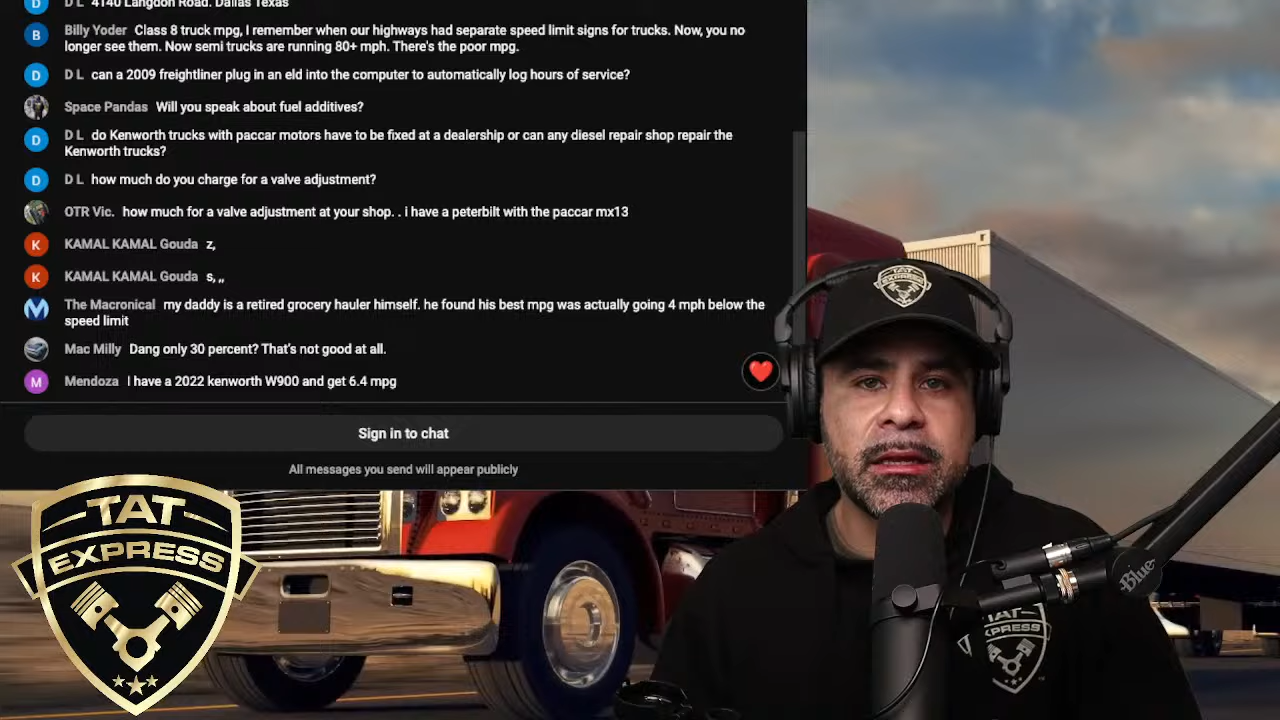 D L 4140 Langdon Road. Dallas Texas
B Billy Yoder Class 8 truck mpg, I remember when our highways had separate speed limit signs for trucks. Now, you no
longer see them. Now semi trucks are running 80+ mph. There's the poor mpg.
D D L can a 2009 freightliner plug in an eld into the computer to automatically log hours of service?
Space Pandas Will you speak about fuel additives?
D D L do Kenworth trucks with paccar motors have to be fixed at a dealership or can any diesel repair shop repair the
Kenworth trucks?
D D L how much do you charge for a valve adjustment?
OTR Vic. how much for a valve adjustment at your shop. . i have a peterbilt with the paccar mx13
K KAMAL KAMAL Gouda z,
K KAMAL KAMAL Gouda s, ,,
The Macronical my daddy is a retired grocery hauler himself. he found his best mpg was actually going 4 mph below the
speed limit
Mac Milly Dang only 30 percent? That's not good at all.
M Mendoza I have a 2022 kenworth W900 and get 6.4 mpg
Sign in to chat
All messages you send will appear publicly
TAT
EXPRESS
TAT
Blue
TAT
EXPRESS